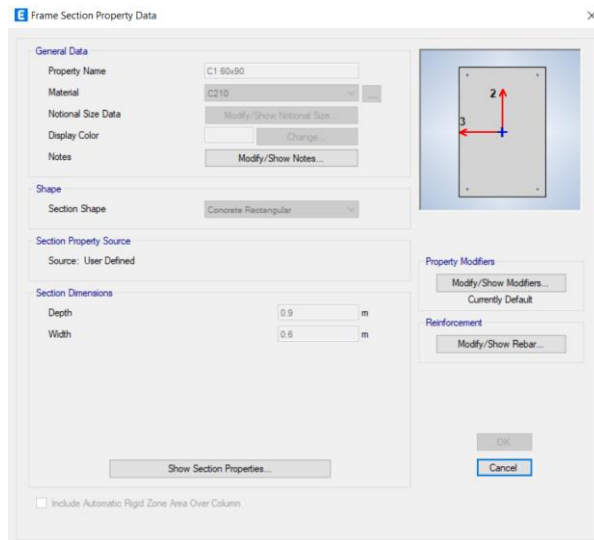 E Frame Section Property Data
General Data
Property Name C1 60x90
Material C210 ...
Notional Size Data Modify/Show Notional Size...
Display Color Change...
Notes Modify/Show Notes...
Shape
Section Shape Concrete Rectangular
Section Property Source
Source: User Defined
Section Dimensions
Depth 0.9 m
Width 0.6 m
Show Section Properties...
Include Automatic Rigid Zone Area Over Column
2
3
Property Modifiers
Modify/Show Modifiers...
Currently Default
Reinforcement
Modify/Show Rebar...
OK
Cancel